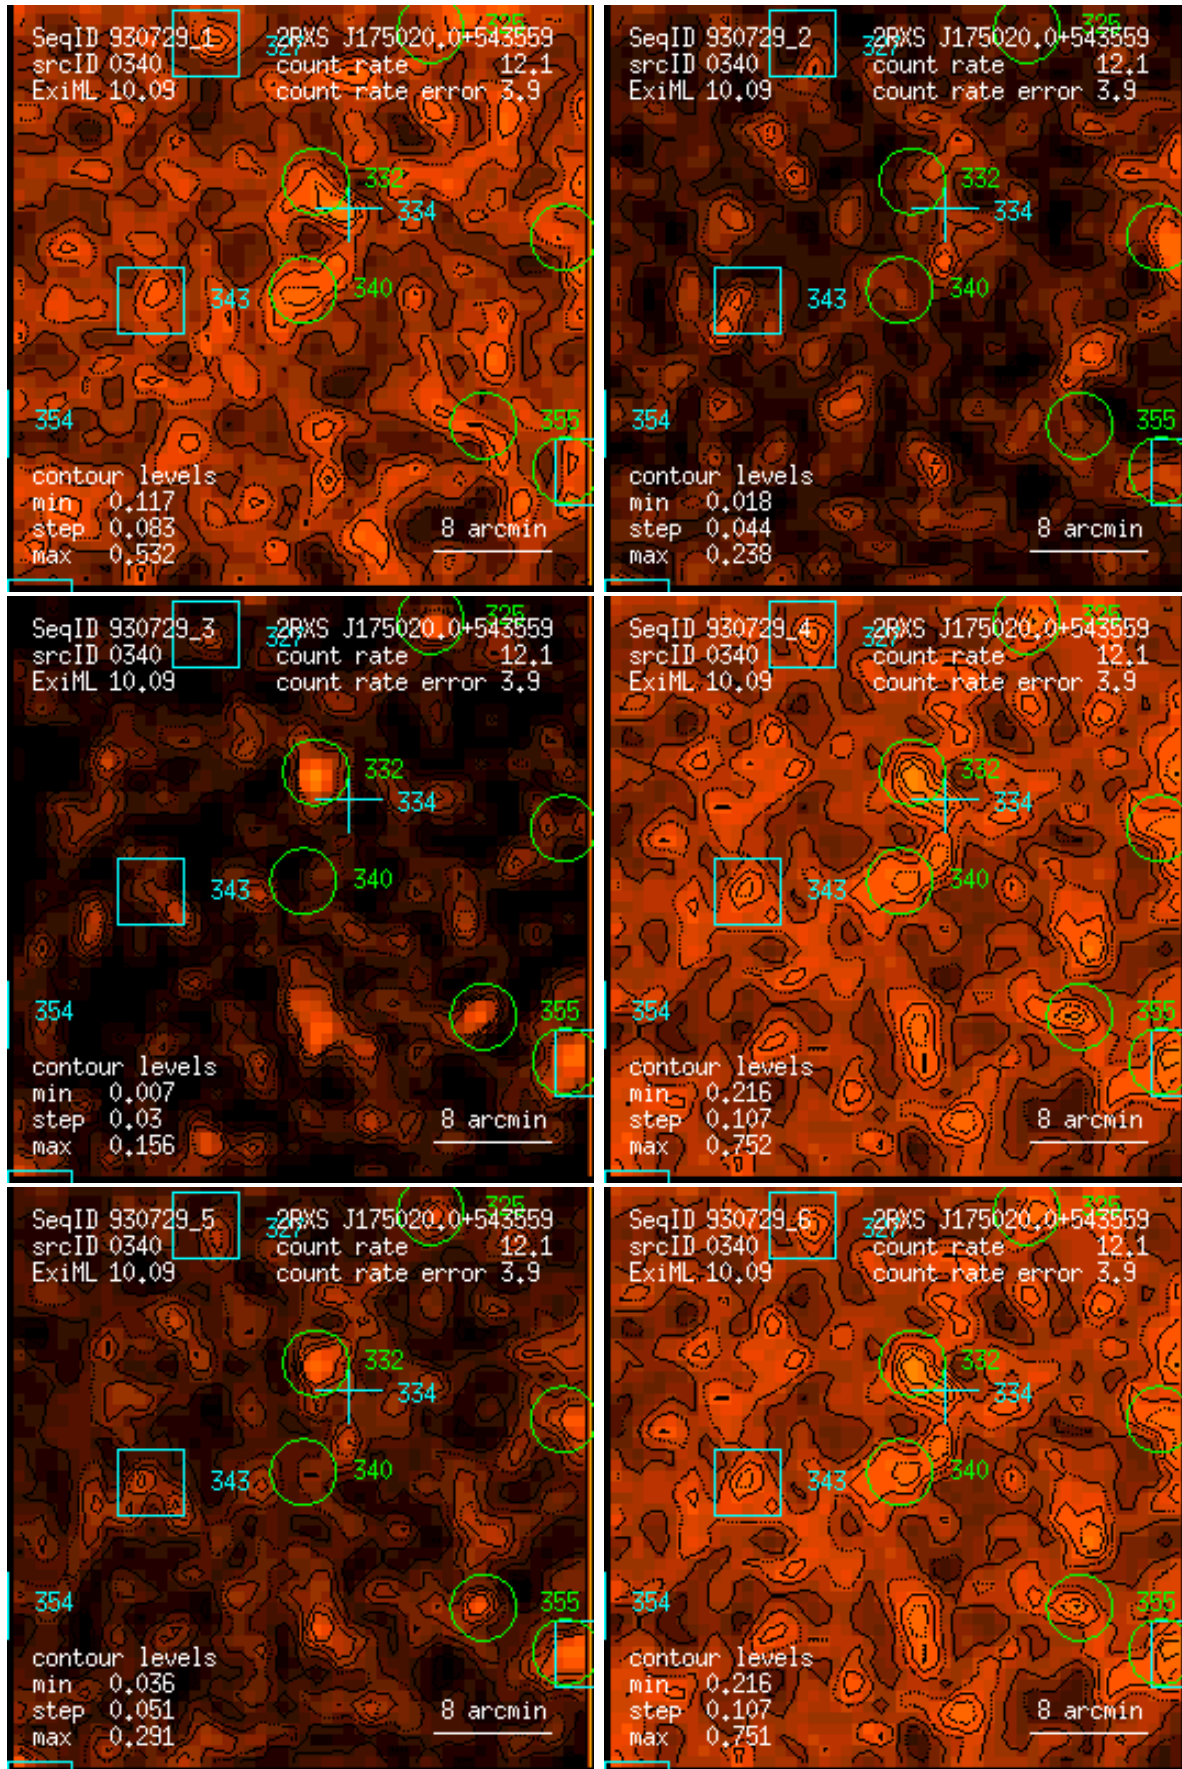 SeqID 930729_1 327 2RXS J175020.0+543559 325
srcID 0340 count rate 12.1
ExiML 10.09 count rate error 3.9
332
334
343 340
354 355
contour levels
min 0.117
step 0.083 8 arcmin
max 0.532
SeqID 930729_2 327 2RXS J175020.0+543559 325
srcID 0340 count rate 12.1
ExiML 10.09 count rate error 3.9
332
334
343 340
354 355
contour levels
min 0.018
step 0.044 8 arcmin
max 0.238
SeqID 930729_3 327 2RXS J175020.0+543559 325
srcID 0340 count rate 12.1
ExiML 10.09 count rate error 3.9
332
334
343 340
354 355
contour levels
min 0.007
step 0.03 8 arcmin
max 0.156
SeqID 930729_4 327 2RXS J175020.0+543559 325
srcID 0340 count rate 12.1
ExiML 10.09 count rate error 3.9
332
334
343 340
354 355
contour levels
min 0.216
step 0.107 8 arcmin
max 0.752
SeqID 930729_5 327 2RXS J175020.0+543559 325
srcID 0340 count rate 12.1
ExiML 10.09 count rate error 3.9
332
334
343 340
354 355
contour levels
min 0.036
step 0.051 8 arcmin
max 0.291
SeqID 930729_6 327 2RXS J175020.0+543559 325
srcID 0340 count rate 12.1
ExiML 10.09 count rate error 3.9
332
334
343 340
354 355
contour levels
min 0.216
step 0.107 8 arcmin
max 0.751